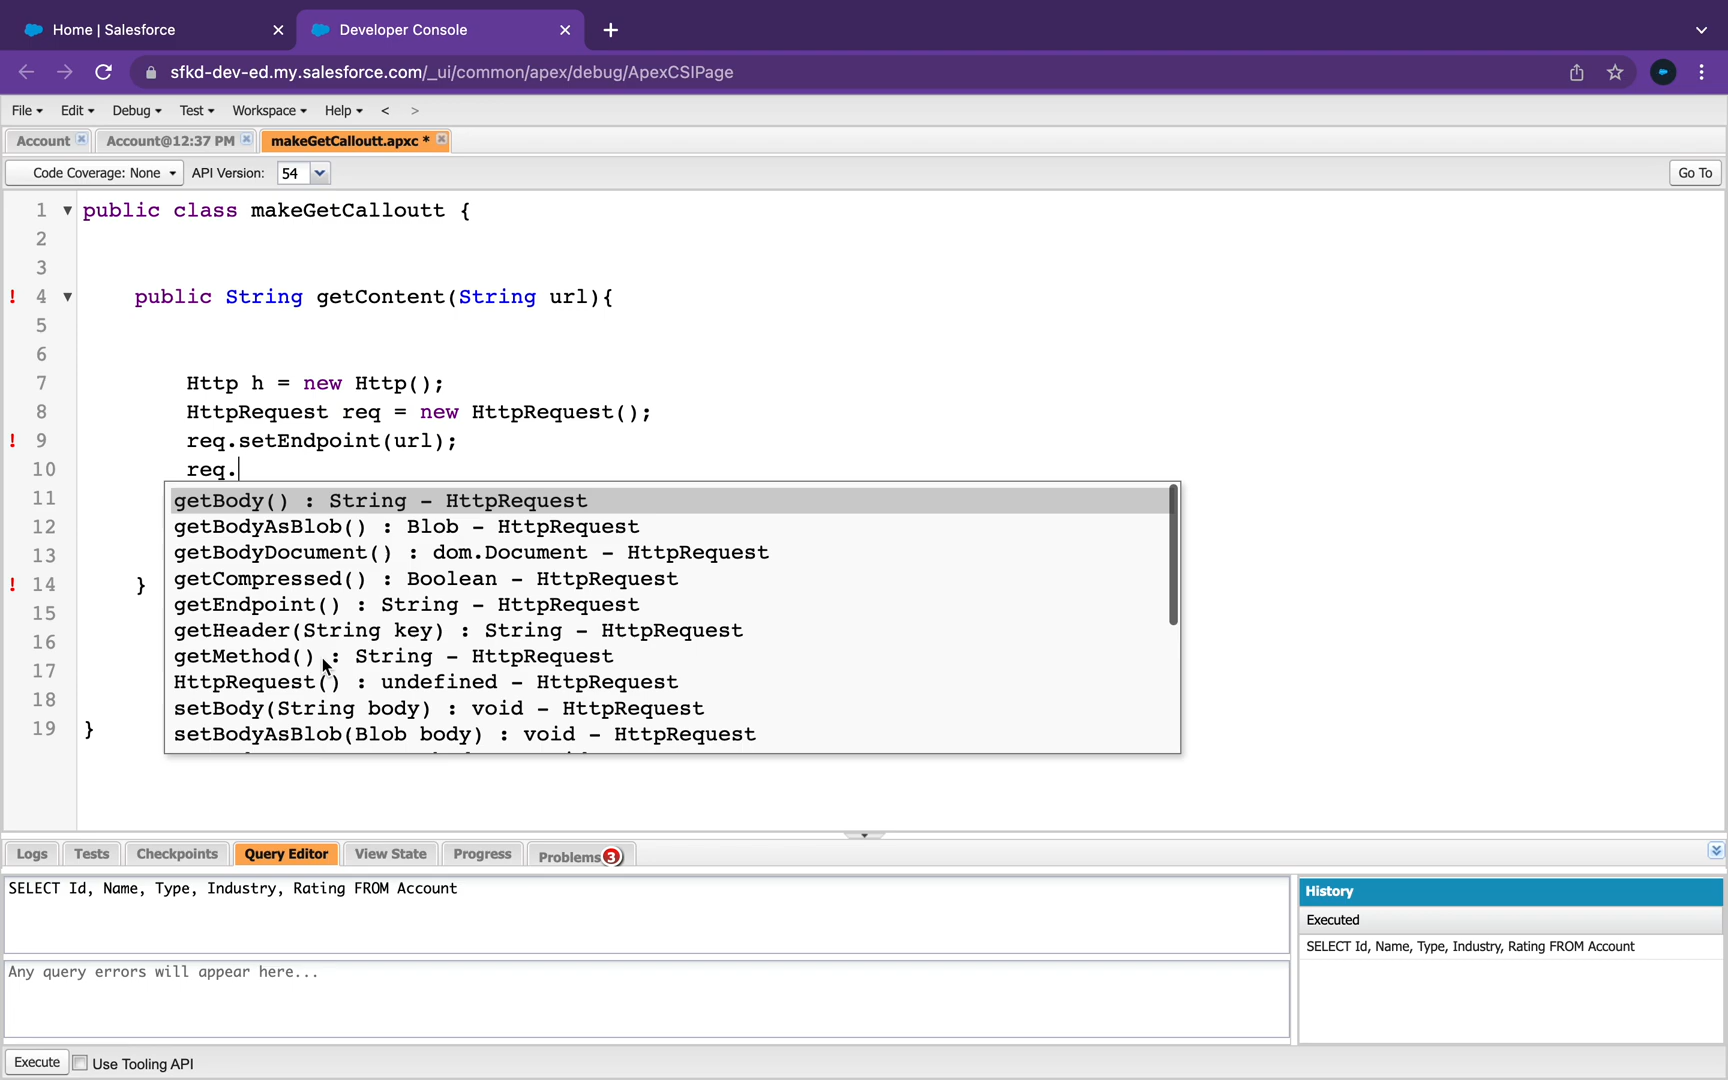 Home | Salesforce
Developer Console
sfkd-dev-ed.my.salesforce.com/_ui/common/apex/debug/ApexCSIPage
File Edit Debug Test Workspace Help < >
Account Account@12:37 PM makeGetCalloutt.apxc *
Code Coverage: None API Version: 54 Go To
1 public class makeGetCalloutt {
2
3
! 4 public String getContent(String url){
5
6
7 Http h = new Http();
8 HttpRequest req = new HttpRequest();
! 9 req.setEndpoint(url);
10 req.
11 getBody() : String - HttpRequest
12 getBodyAsBlob() : Blob - HttpRequest
13 getBodyDocument() : dom.Document - HttpRequest
! 14 } getCompressed() : Boolean - HttpRequest
15 getEndpoint() : String - HttpRequest
16 getHeader(String key) : String - HttpRequest
17 getMethod() : String - HttpRequest
18 HttpRequest() : undefined - HttpRequest
setBody(String body) : void - HttpRequest
19 } setBodyAsBlob(Blob body) : void - HttpRequest
Logs Tests Checkpoints Query Editor View State Progress Problems 3
SELECT Id, Name, Type, Industry, Rating FROM Account
History
Executed
SELECT Id, Name, Type, Industry, Rating FROM Account
Any query errors will appear here...
Execute Use Tooling API